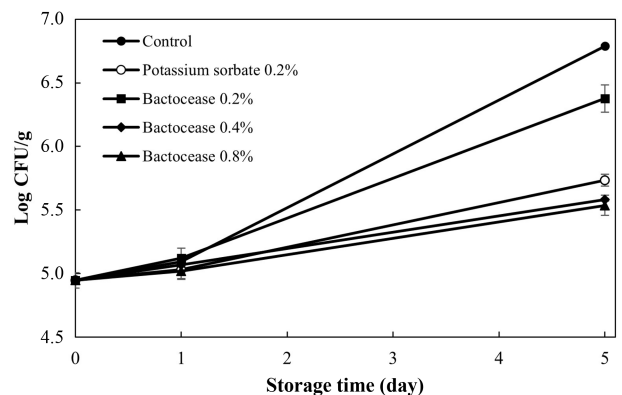 7.0
6.5
6.0
5.5
5.0
4.5
Log CFU/g
Control
Potassium sorbate 0.2%
Bactocease 0.2%
Bactocease 0.4%
Bactocease 0.8%
0 1 2 3 4 5
Storage time (day)